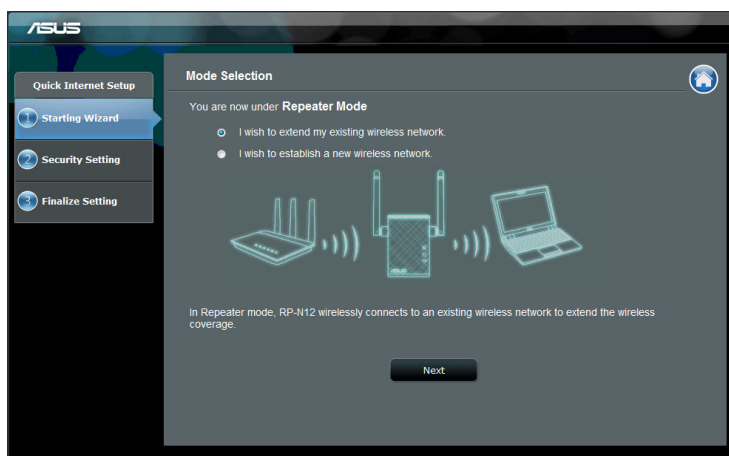 ASUS
Quick Internet Setup
1 Starting Wizard
2 Security Setting
3 Finalize Setting
Mode Selection
You are now under Repeater Mode
I wish to extend my existing wireless network.
I wish to establish a new wireless network.
ASUS
In Repeater mode, RP-N12 wirelessly connects to an existing wireless network to extend the wireless
coverage.
Next